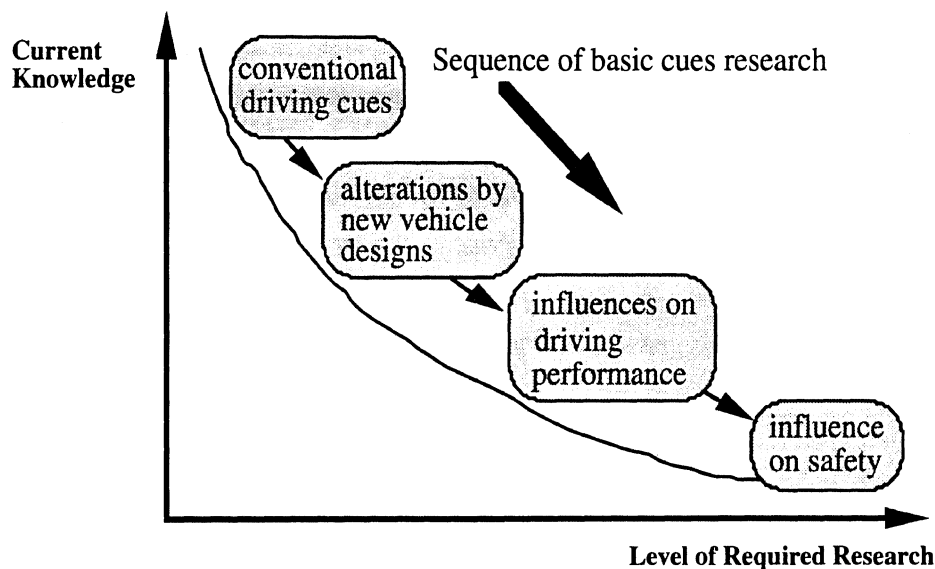 Current
Knowledge
conventional
driving cues
Sequence of basic cues research
alterations by
new vehicle
designs
influences on
driving
performance
influence
on safety
Level of Required Research